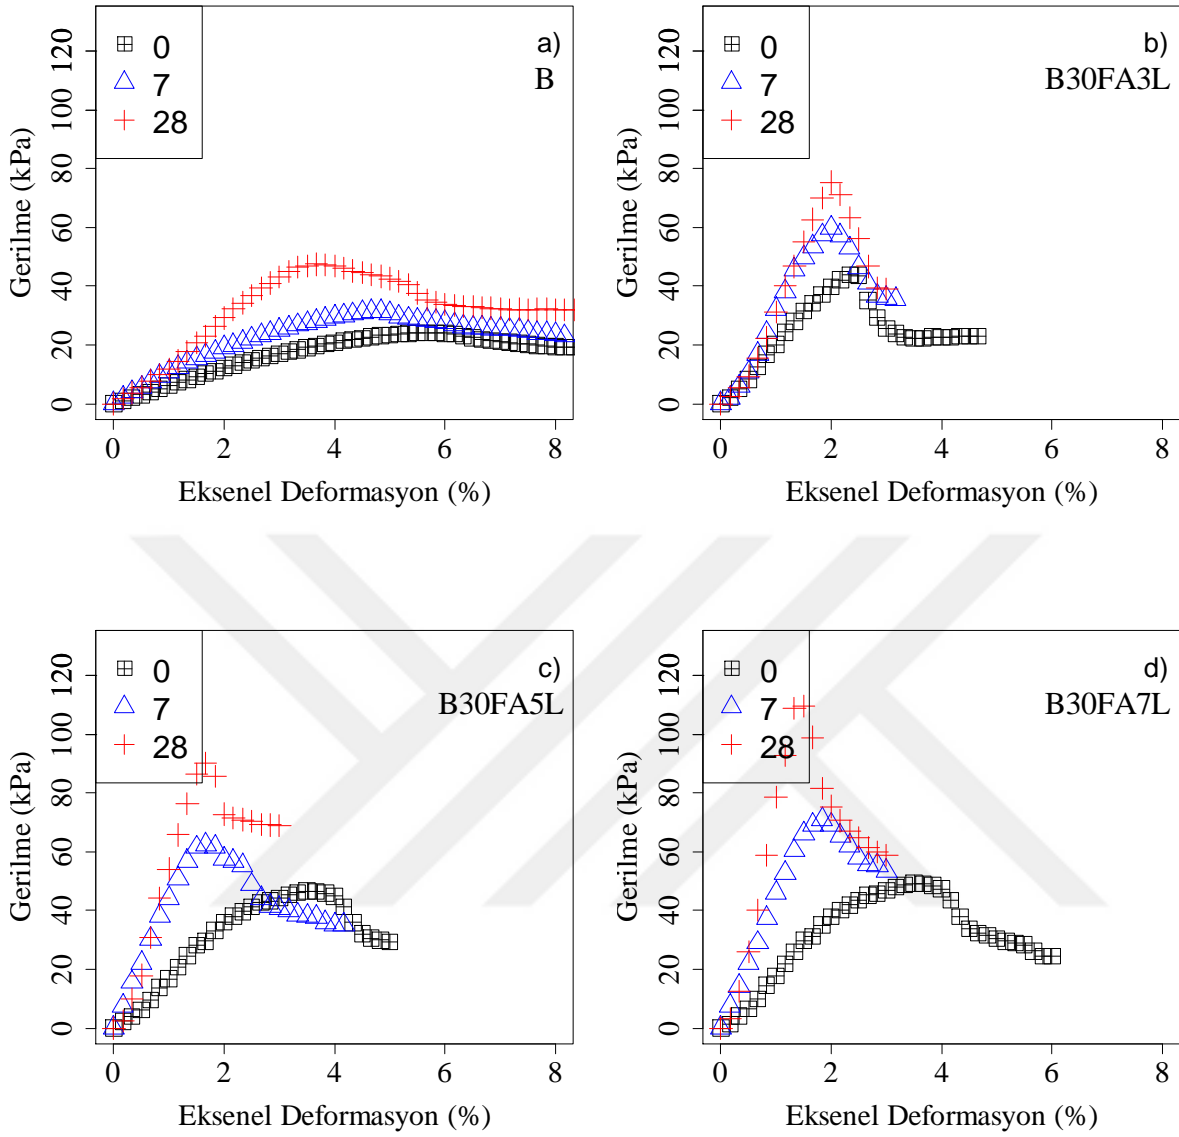 a)
B
0
7
28
Gerilme (kPa)
0 20 40 60 80 100 120
0 2 4 6 8
Eksenel Deformasyon (%)
b)
B30FA3L
0
7
28
Gerilme (kPa)
0 20 40 60 80 100 120
0 2 4 6 8
Eksenel Deformasyon (%)
c)
B30FA5L
0
7
28
Gerilme (kPa)
0 20 40 60 80 100 120
0 2 4 6 8
Eksenel Deformasyon (%)
d)
B30FA7L
0
7
28
Gerilme (kPa)
0 20 40 60 80 100 120
0 2 4 6 8
Eksenel Deformasyon (%)